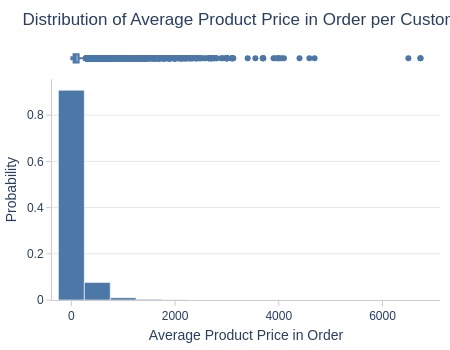 Distribution of Average Product Price in Order per Custor
0.8
0.6
0.4
0.2
0
0 2000 4000 6000
Probability
Average Product Price in Order